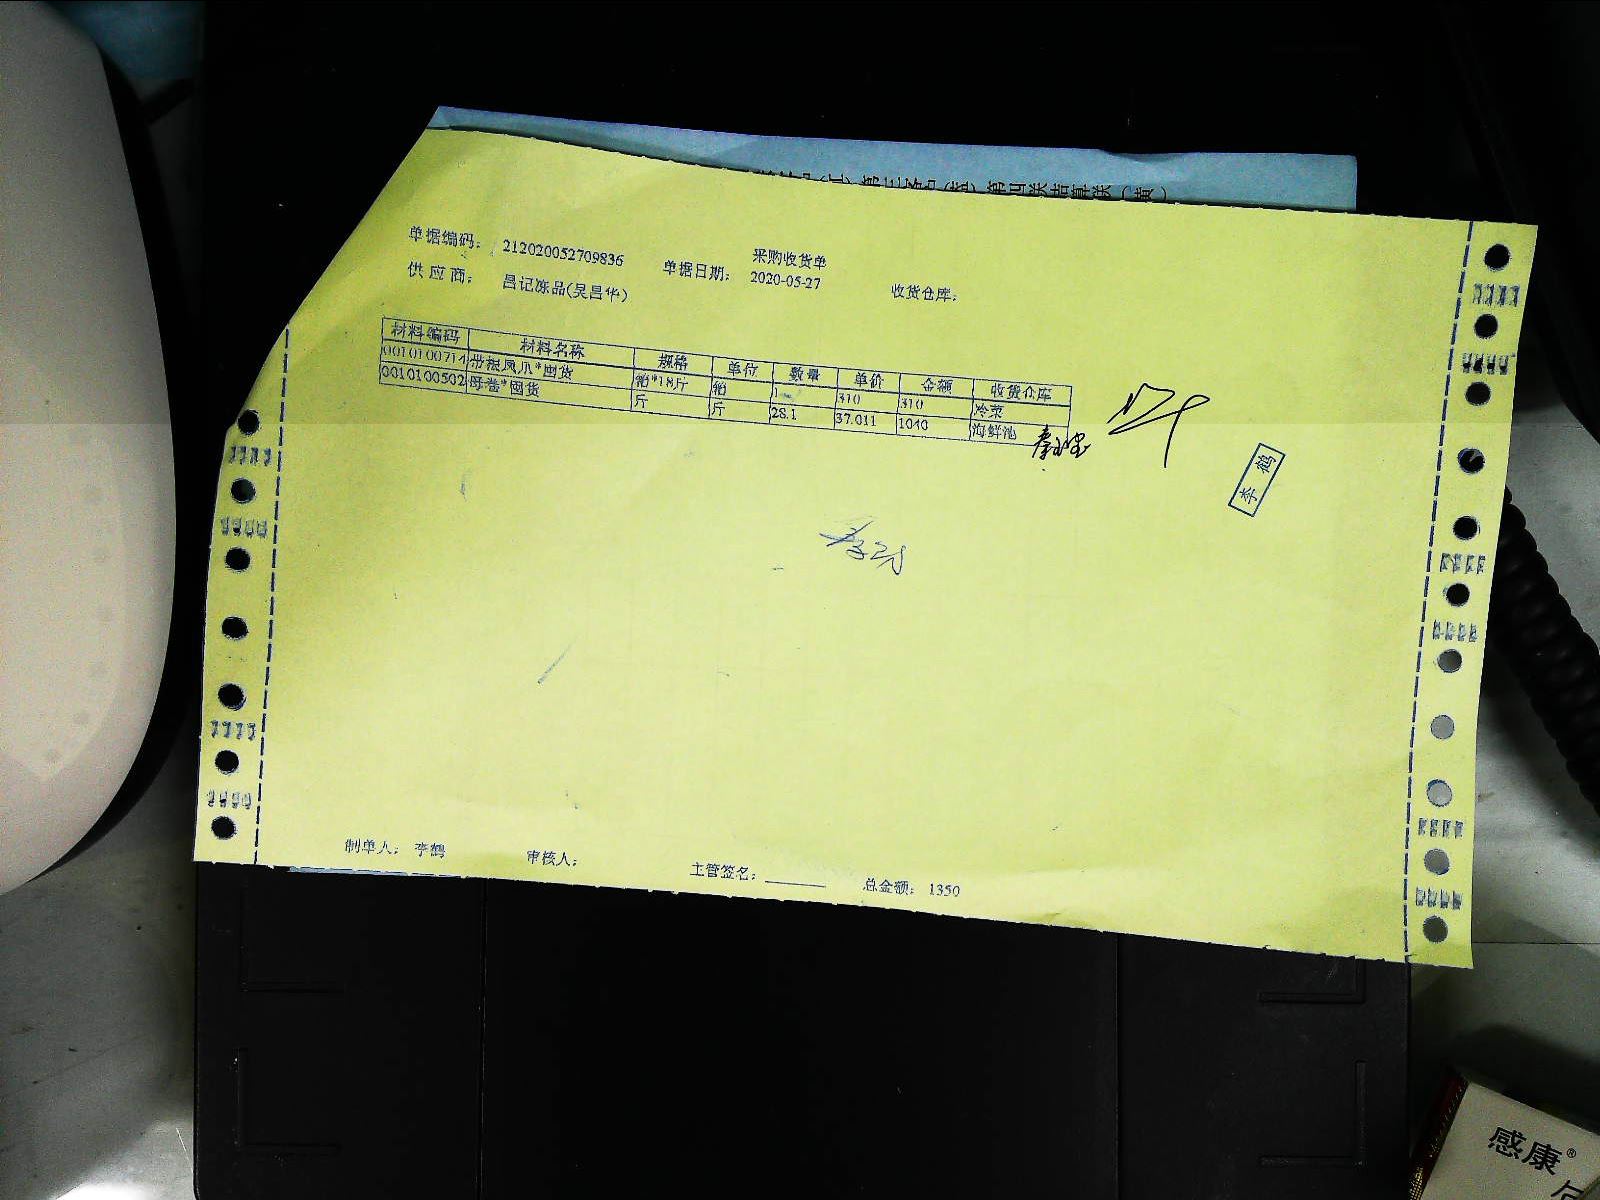 采购收货单
单据编码： 212020052709836 单据日期： 2020-05-27 收货仓库：
供应商： 昌记冻品(吴昌华)
材料编码 材料名称 规格 单位 数量 单价 金额 收货仓库
0010100714 带根凤爪*囤货 箱*18斤 箱 1 310 310 冷菜
0010100502 囤货 斤 斤 28.1 37.011 1040 海鲜池
李鹤
制单人： 李鹤 审核人： 主管签名： 总金额： 1350
感康®